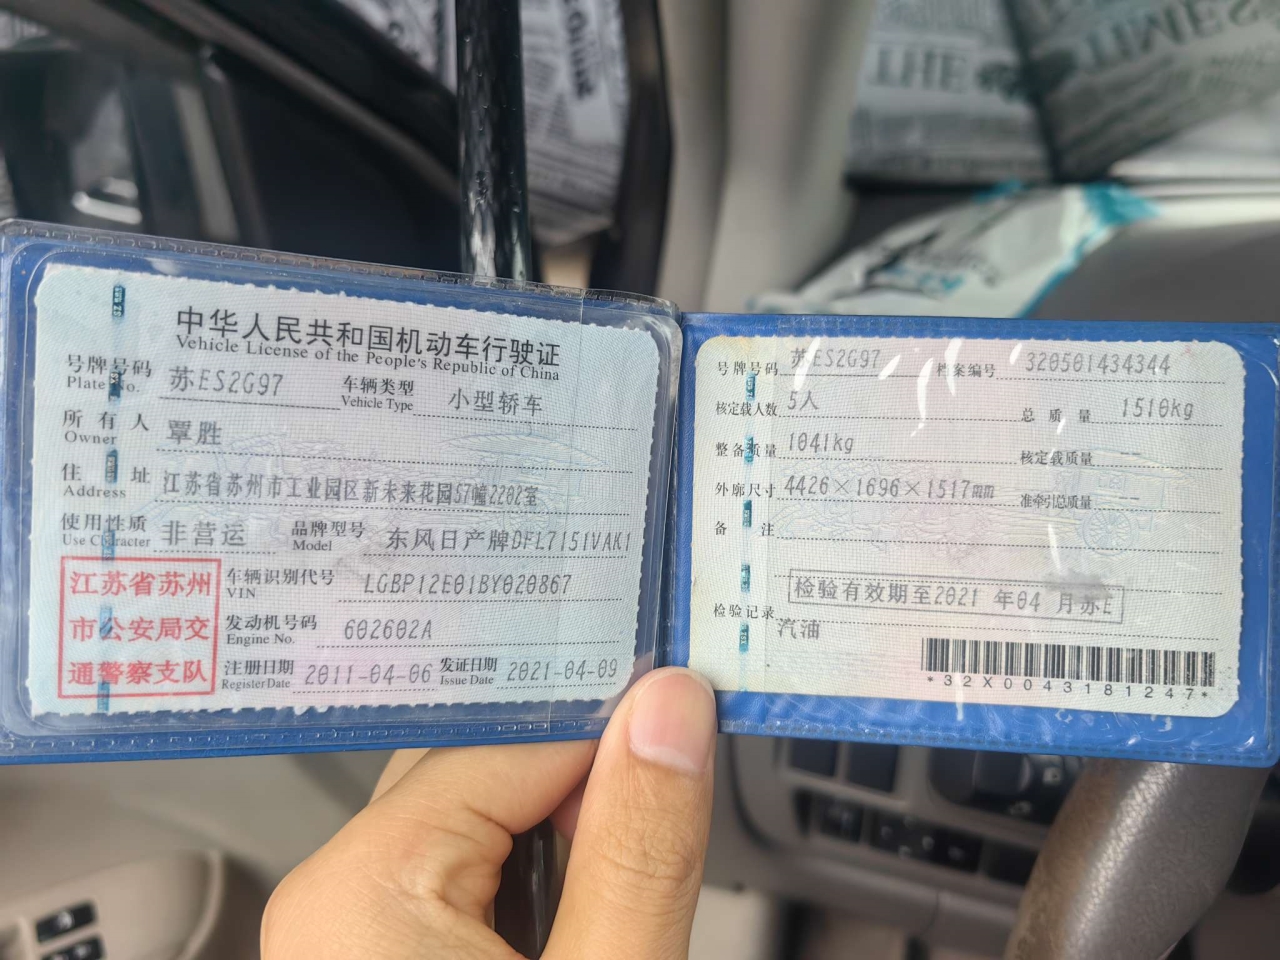 中华人民共和国机动车行驶证
Vehicle License of the People's Republic of China
号牌号码 苏ES2G97 车辆类型 小型轿车
Plate No. Vehicle Type
所有人 覃胜
Owner
住址 江苏省苏州市工业园区新未来花园57幢2202室
Address
使用性质 非营运 品牌型号 东风日产牌DFL7151VAK1
Use Character Model
江苏省苏州
市公安局交
通警察支队
车辆识别代号 LGBP12E01BY020867
VIN
发动机号码 602602A
Engine No.
注册日期 2011-04-06 发证日期 2021-04-09
Register Date Issue Date
号牌号码 苏ES2G97 档案编号 320501434344
核定载人数 5人 总质量 1510kg
整备质量 1041kg 核定载质量 --
外廓尺寸 4426×1696×1517mm 准牵引总质量 --
备注
检验有效期至2021 年04 月苏E
检验记录
汽油
*32X0043181247*
THE
TIMES